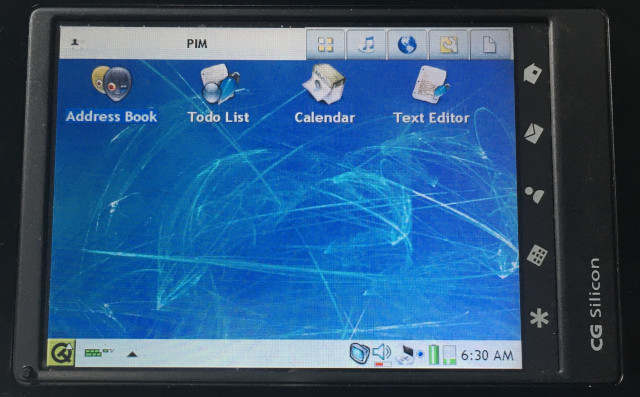 PIM
Address Book
Todo List
Calendar
Text Editor
6:30 AM
CG Silicon